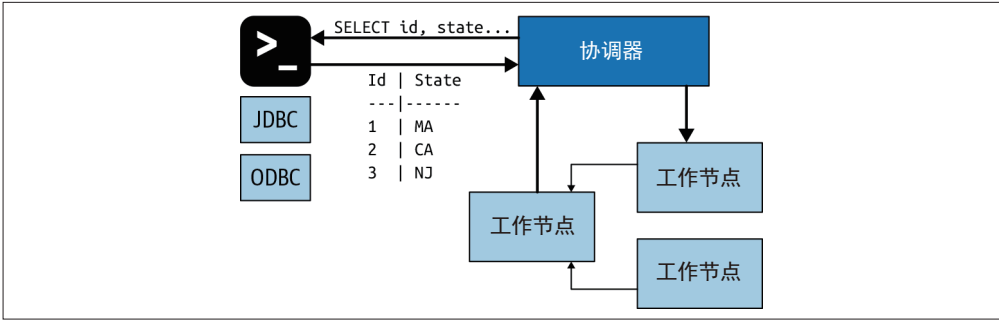 >_
SELECT id, state...
协调器
Id | State
---|------
1 | MA
2 | CA
3 | NJ
JDBC
ODBC
工作节点
工作节点
工作节点